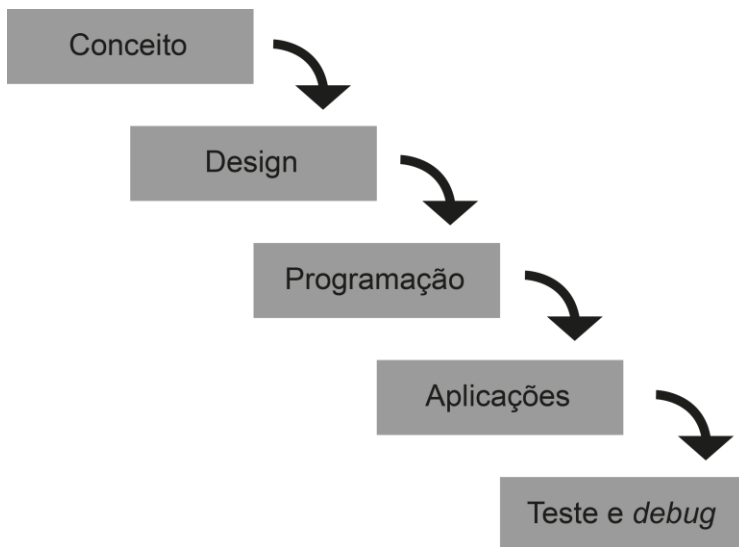 Conceito
Design
Programação
Aplicações
Teste e debug